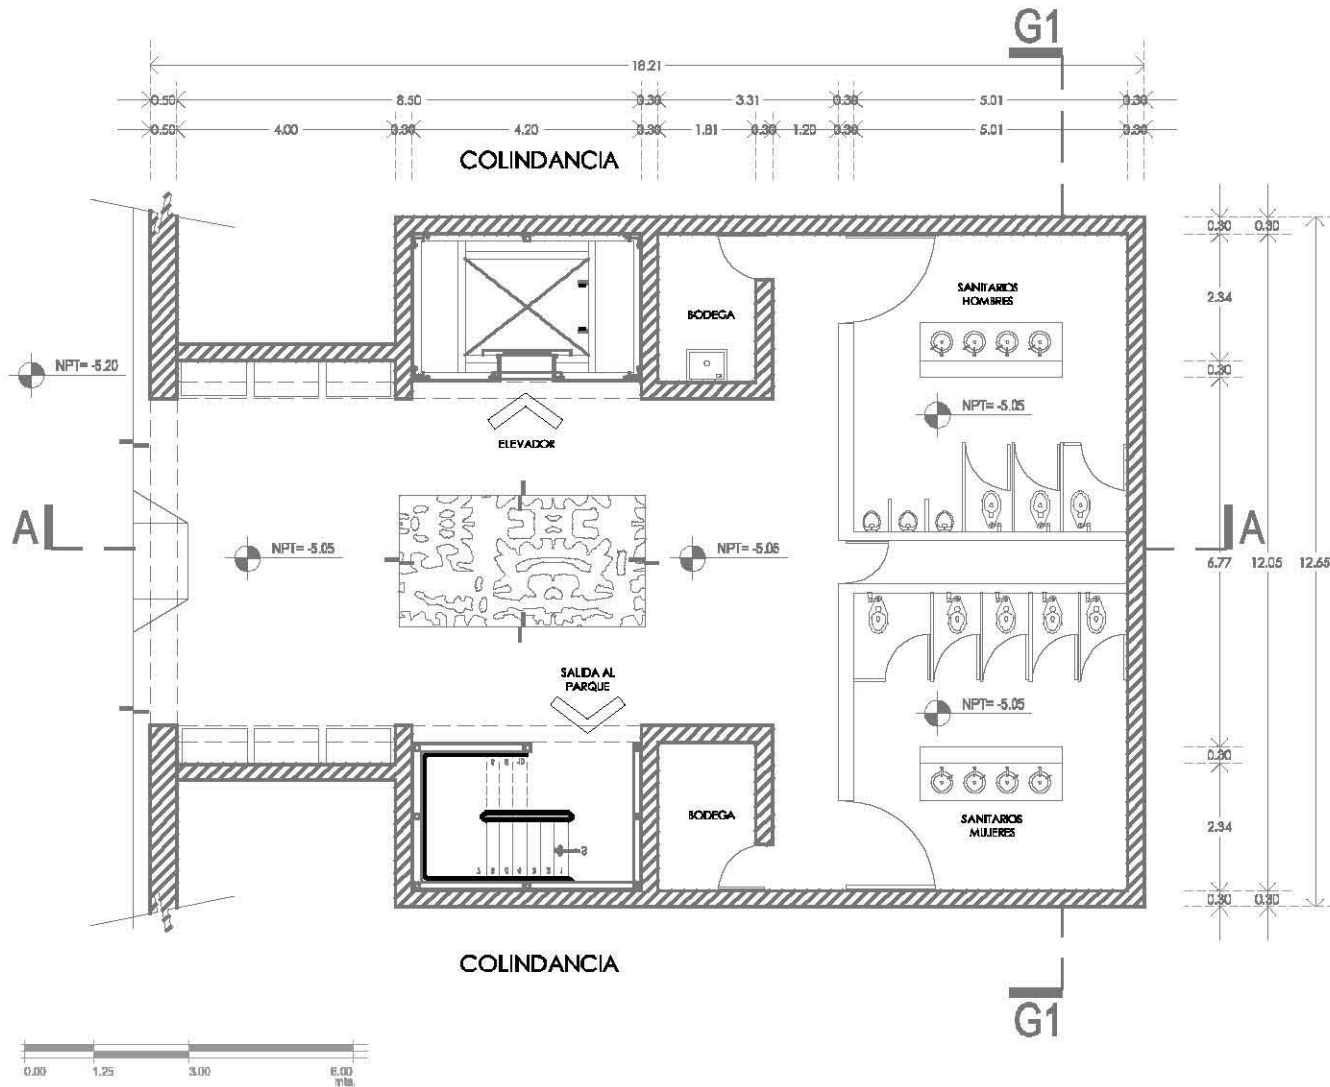 G1
18.21
0.50 8.50 0.30 3.31 0.30 5.01 0.30
0.50 4.00 0.30 4.20 0.30 1.81 0.30 1.20 0.30 5.01 0.30
COLINDANCIA
0.30 0.30
SANITARIOS
HOMBRES
2.34
BODEGA
NPT= -5.20
0.30
NPT= -5.05
ELEVADOR
A
A
NPT= -5.05
NPT= -5.05
6.77 12.05 12.65
SALIDA AL
PARQUE
NPT= -5.05
0.30
BODEGA
SANITARIOS
MUJERES
2.34
0.30 0.30
COLINDANCIA
G1
0.00 1.25 3.00 6.00
mts.